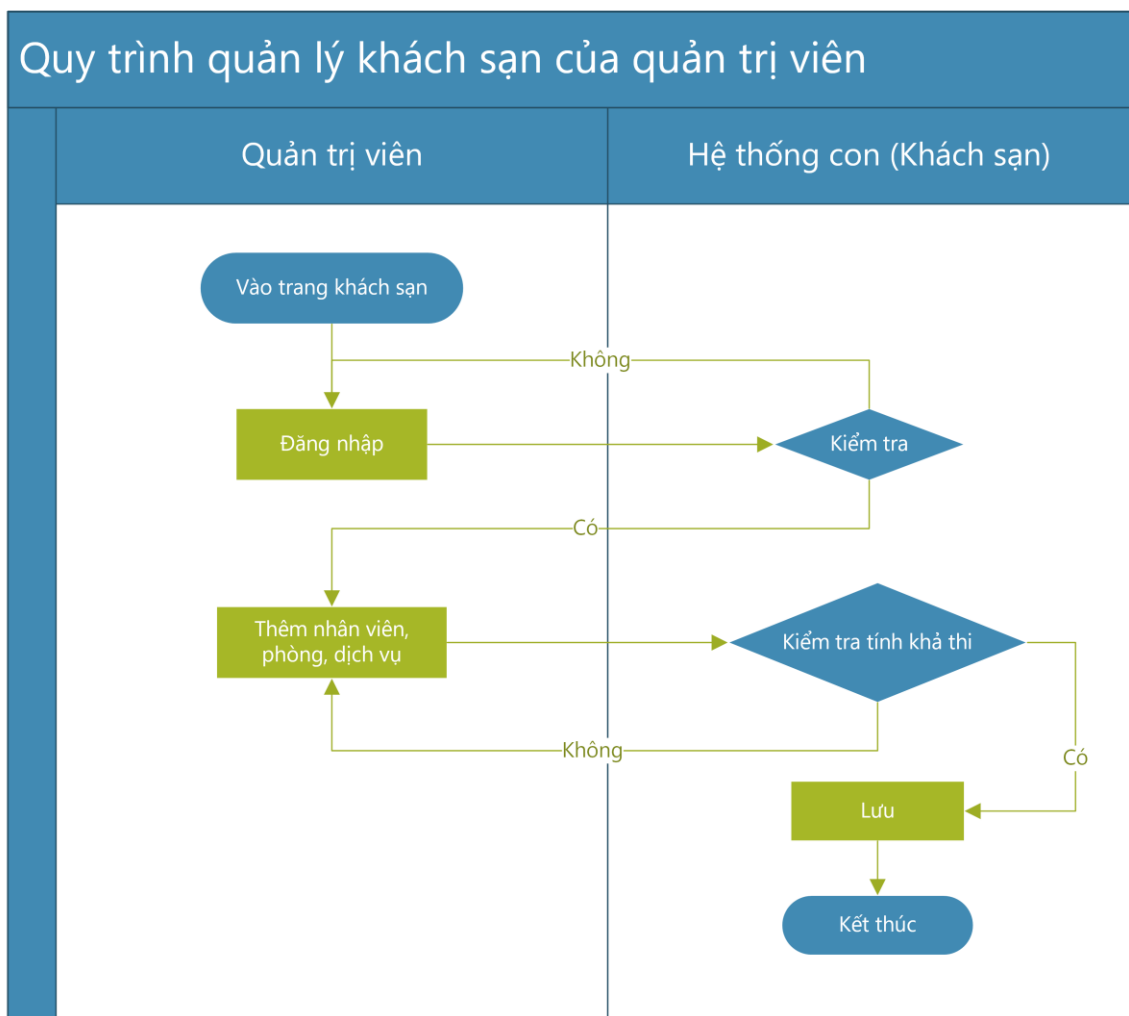 Quy trình quản lý khách sạn của quản trị viên
Quản trị viên
Hệ thống con (Khách sạn)
Vào trang khách sạn
Không
Đăng nhập
Kiểm tra
Có
Thêm nhân viên,
phòng, dịch vụ
Kiểm tra tính khả thi
Không
Có
Lưu
Kết thúc